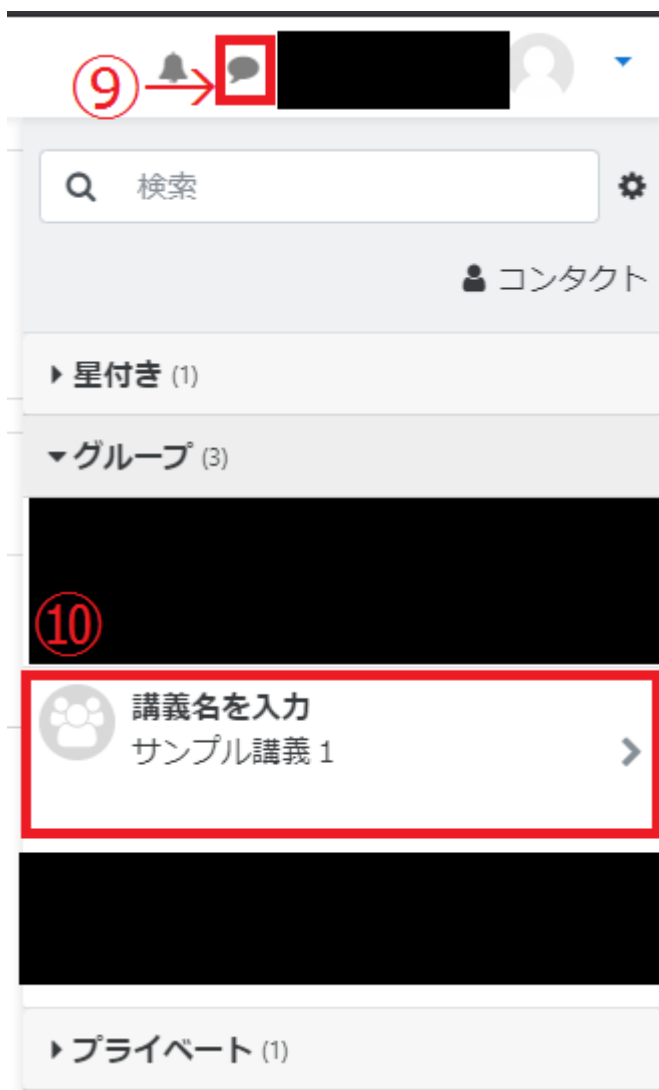 ⑨→
検索
コンタクト
星付き (1)
グループ (3)
⑩
講義名を入力
サンプル講義 1
プライベート (1)